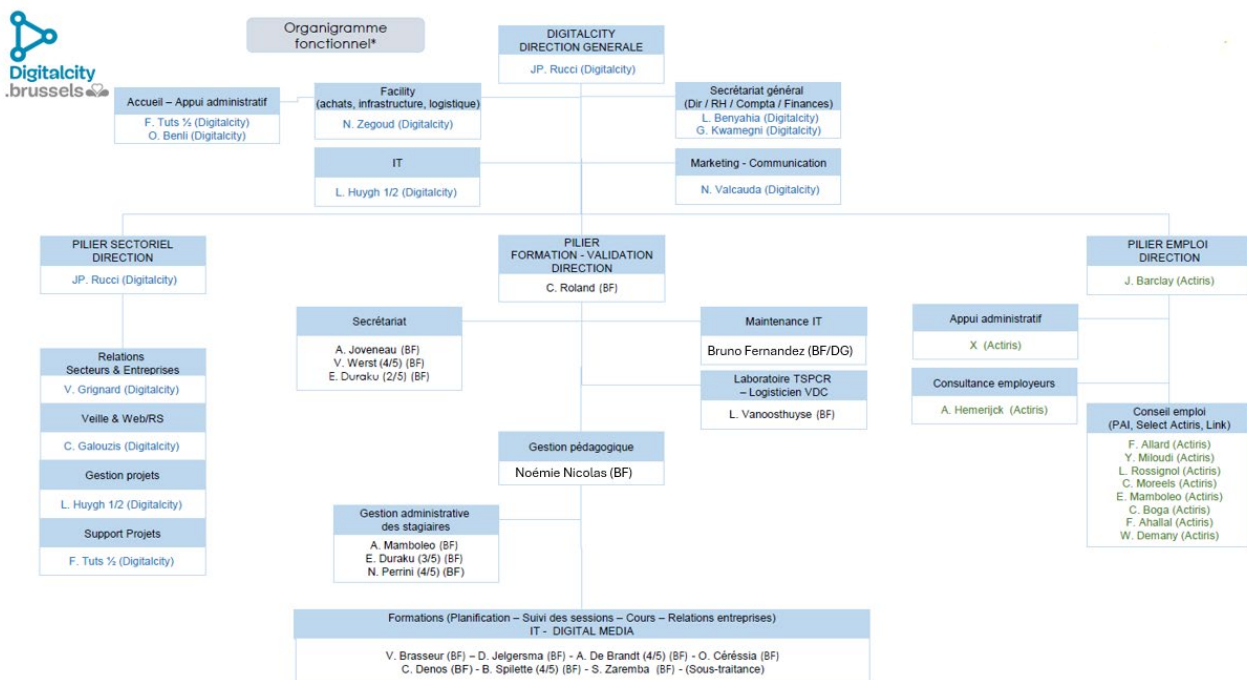 Digitalcity
.brussels
Organigramme
fonctionnel*
DIGITALCITY
DIRECTION GENERALE
JP. Rucci (Digitalcity)
Accueil – Appui administratif
F. Tuts ½ (Digitalcity)
O. Benli (Digitalcity)
Facility
(achats, infrastructure, logistique)
N. Zegoud (Digitalcity)
Secrétariat général
(Dir / RH / Compta / Finances)
L. Benyahia (Digitalcity)
G. Kwamegni (Digitalcity)
IT
L. Huygh 1/2 (Digitalcity)
Marketing - Communication
N. Valcauda (Digitalcity)
PILIER SECTORIEL
DIRECTION
JP. Rucci (Digitalcity)
Relations
Secteurs & Entreprises
V. Grignard (Digitalcity)
Veille & Web/RS
C. Galouzis (Digitalcity)
Gestion projets
L. Huygh 1/2 (Digitalcity)
Support Projets
F. Tuts ½ (Digitalcity)
PILIER
FORMATION - VALIDATION
DIRECTION
C. Roland (BF)
Secrétariat
A. Joveneau (BF)
V. Werst (4/5) (BF)
E. Duraku (2/5) (BF)
Maintenance IT
Bruno Fernandez (BF/DG)
Laboratoire TSPCR
– Logisticien VDC
L. Vanoosthuyse (BF)
Gestion pédagogique
Noémie Nicolas (BF)
Gestion administrative
des stagiaires
A. Mamboleo (BF)
E. Duraku (3/5) (BF)
N. Perrini (4/5) (BF)
Formations (Planification – Suivi des sessions – Cours – Relations entreprises)
IT - DIGITAL MEDIA
V. Brasseur (BF) – D. Jelgersma (BF) - A. De Brandt (4/5) (BF) - O. Céréssia (BF)
C. Denos (BF) - B. Spilette (4/5) (BF) - S. Zaremba (BF) - (Sous-traitance)
PILIER EMPLOI
DIRECTION
J. Barclay (Actiris)
Appui administratif
X (Actiris)
Consultance employeurs
A. Hemerijck (Actiris)
Conseil emploi
(PAI, Select Actiris, Link)
F. Allard (Actiris)
Y. Miloudi (Actiris)
L. Rossignol (Actiris)
C. Moreels (Actiris)
E. Mamboleo (Actiris)
C. Boga (Actiris)
F. Ahallal (Actiris)
W. Demany (Actiris)